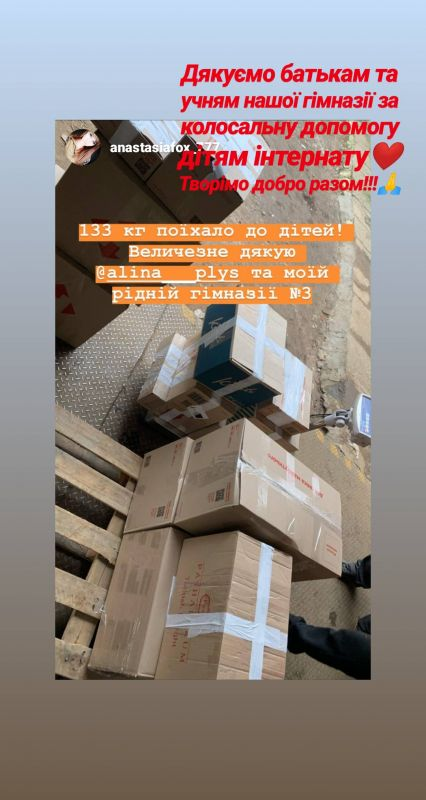 Дякуємо батькам та
учням нашої гімназії за
колосальну допомогу
дітям інтернату❤️
Творімо добро разом!!!🙏
anastasiafox_777
133 кг поїхало до дітей!
Величезне дякую
@alina___plys та моїй
рідній гімназії №3